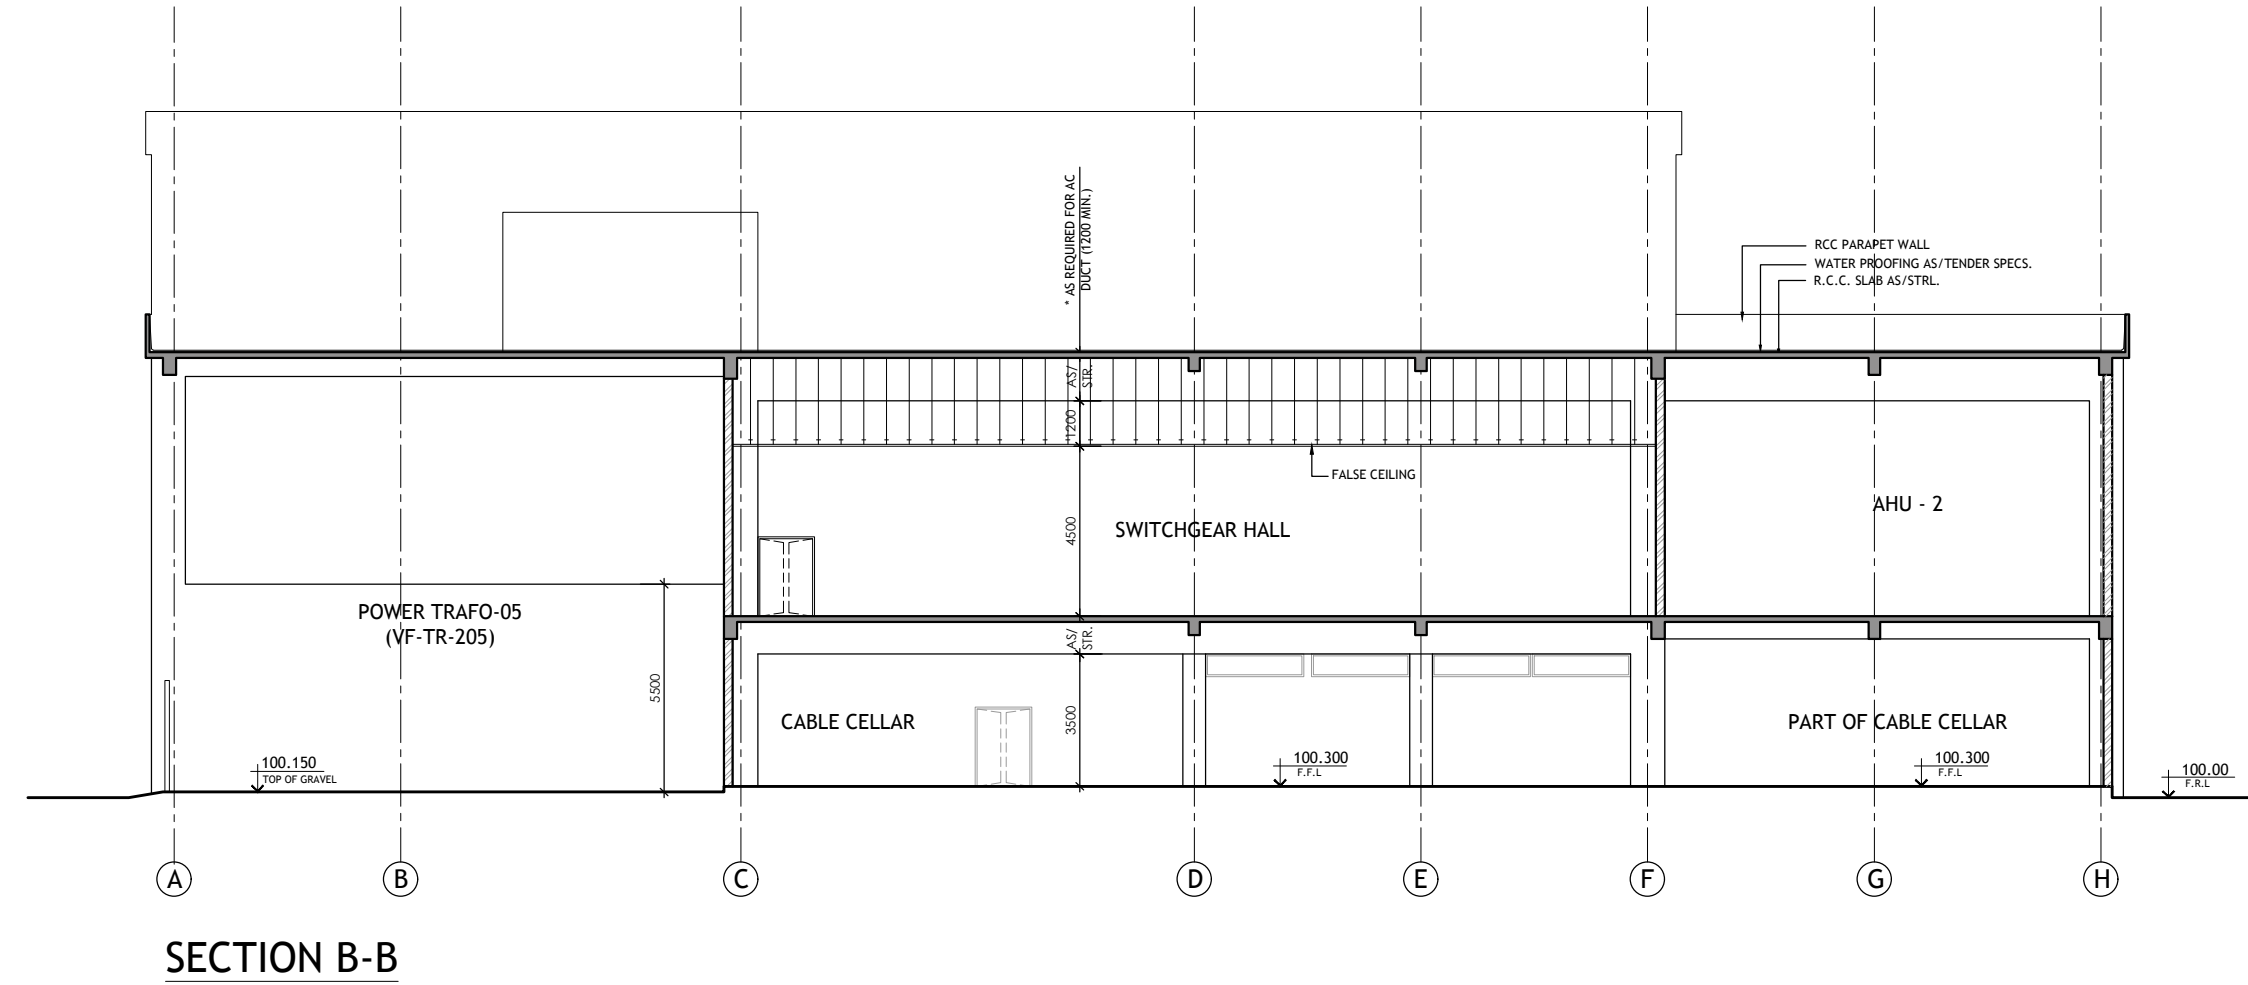 * AS REQUIRED FOR AC
DUCT (1200 MIN.)
RCC PARAPET WALL
WATER PROOFING AS/TENDER SPECS.
R.C.C. SLAB AS/STRL.
AS/
STR.
1200
FALSE CEILING
4500
SWITCHGEAR HALL
AHU - 2
POWER TRAFO-05
(VF-TR-205)
5500
AS/
STR.
3500
CABLE CELLAR
PART OF CABLE CELLAR
100.150
TOP OF GRAVEL
100.300
F.F.L
100.300
F.F.L
100.00
F.R.L
A
B
C
D
E
F
G
H
SECTION B-B